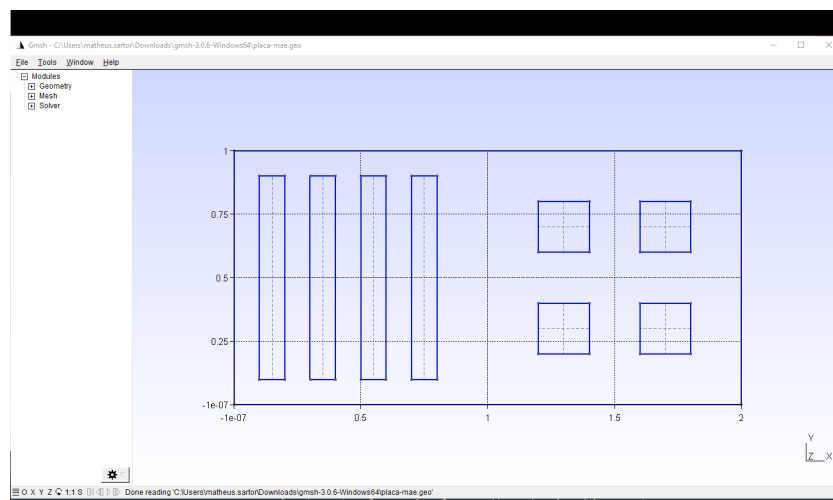 Gmsh - C:\Users\matheus.sartor\Downloads\gmsh-3.0.6-Windows64\placa-mae.geo
File Tools Window Help
Modules
Geometry
Mesh
Solver
1
0.75
0.5
0.25
-1e-07
-1e-07 0.5 1 1.5 2
Y
Z X
O X Y Z 1:1 S Done reading 'C:\Users\matheus.sartor\Downloads\gmsh-3.0.6-Windows64\placa-mae.geo'